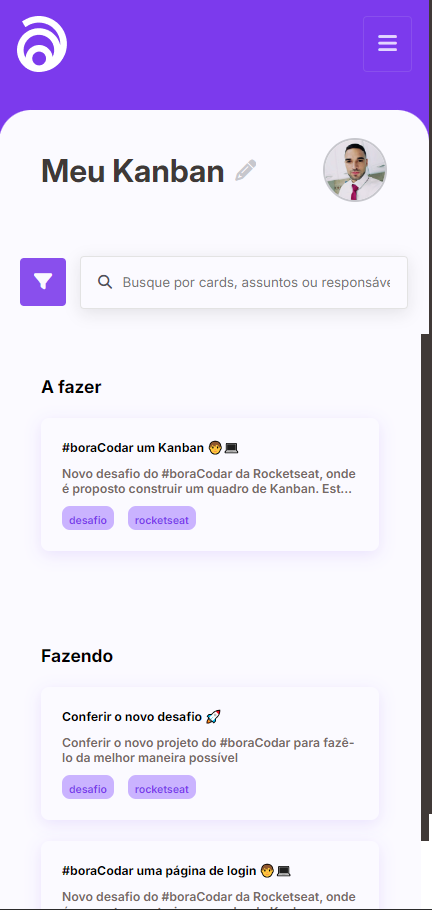 Meu Kanban
Busque por cards, assuntos ou responsáve
A fazer
#boraCodar um Kanban 🧑💻
Novo desafio do #boraCodar da Rocketseat, onde
é proposto construir um quadro de Kanban. Est...
desafio rocketseat
Fazendo
Conferir o novo desafio 🚀
Conferir o novo projeto do #boraCodar para fazê-
lo da melhor maneira possível
desafio rocketseat
#boraCodar uma página de login 🧑💻
Novo desafio do #boraCodar da Rocketseat, onde